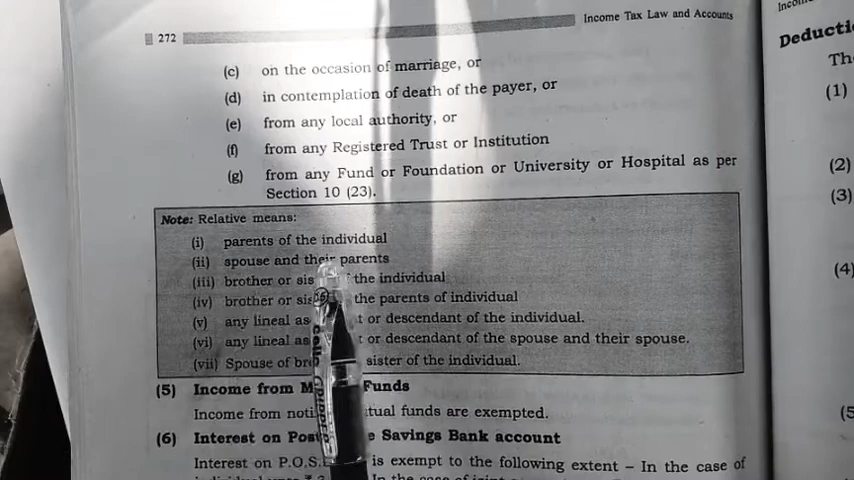 272
Income Tax Law and Accounts
(c) on the occasion of marriage, or
(d) in contemplation of death of the payer, or
(e) from any local authority, or
(f) from any Registered Trust or Institution
(g) from any Fund or Foundation or University or Hospital as per
Section 10 (23).
Note: Relative means:
(i) parents of the individual
(ii) spouse and their parents
(iii) brother or sis the individual
(iv) brother or sis the parents of individual
(v) any lineal as t or descendant of the individual.
(vi) any lineal as t or descendant of the spouse and their spouse.
(vii) Spouse of br sister of the individual.
(5) Income from M Funds
Income from noti tual funds are exempted.
(6) Interest on Pos e Savings Bank account
Interest on P.O.S. is exempt to the following extent – In the case of
In the case of
Deducti
Th
(1)
(2)
(3)
(4)
(5
cello GRIPPER